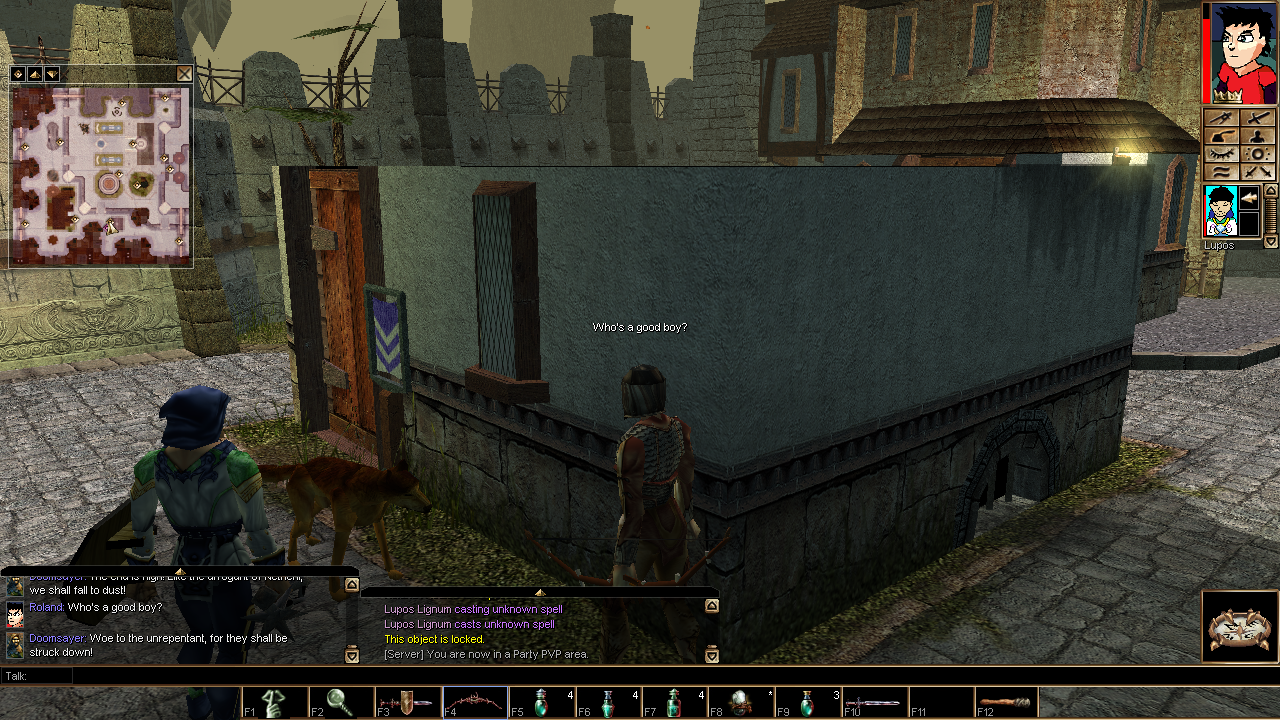 Lupos
Who's a good boy?
Doomsayer: The end is nigh! Like the arrogant of Netheril,
we shall fall to dust!
Roland: Who's a good boy?
Doomsayer: Woe to the unrepentant, for they shall be
struck down!
Lupos Lignum casting unknown spell
Lupos Lignum casts unknown spell
This object is locked.
[Server] You are now in a Party PVP area.
Talk:
F1
F2
F3
F4
F5 4
F6 4
F7 4
F8 *
F9 3
F10
F11
F12